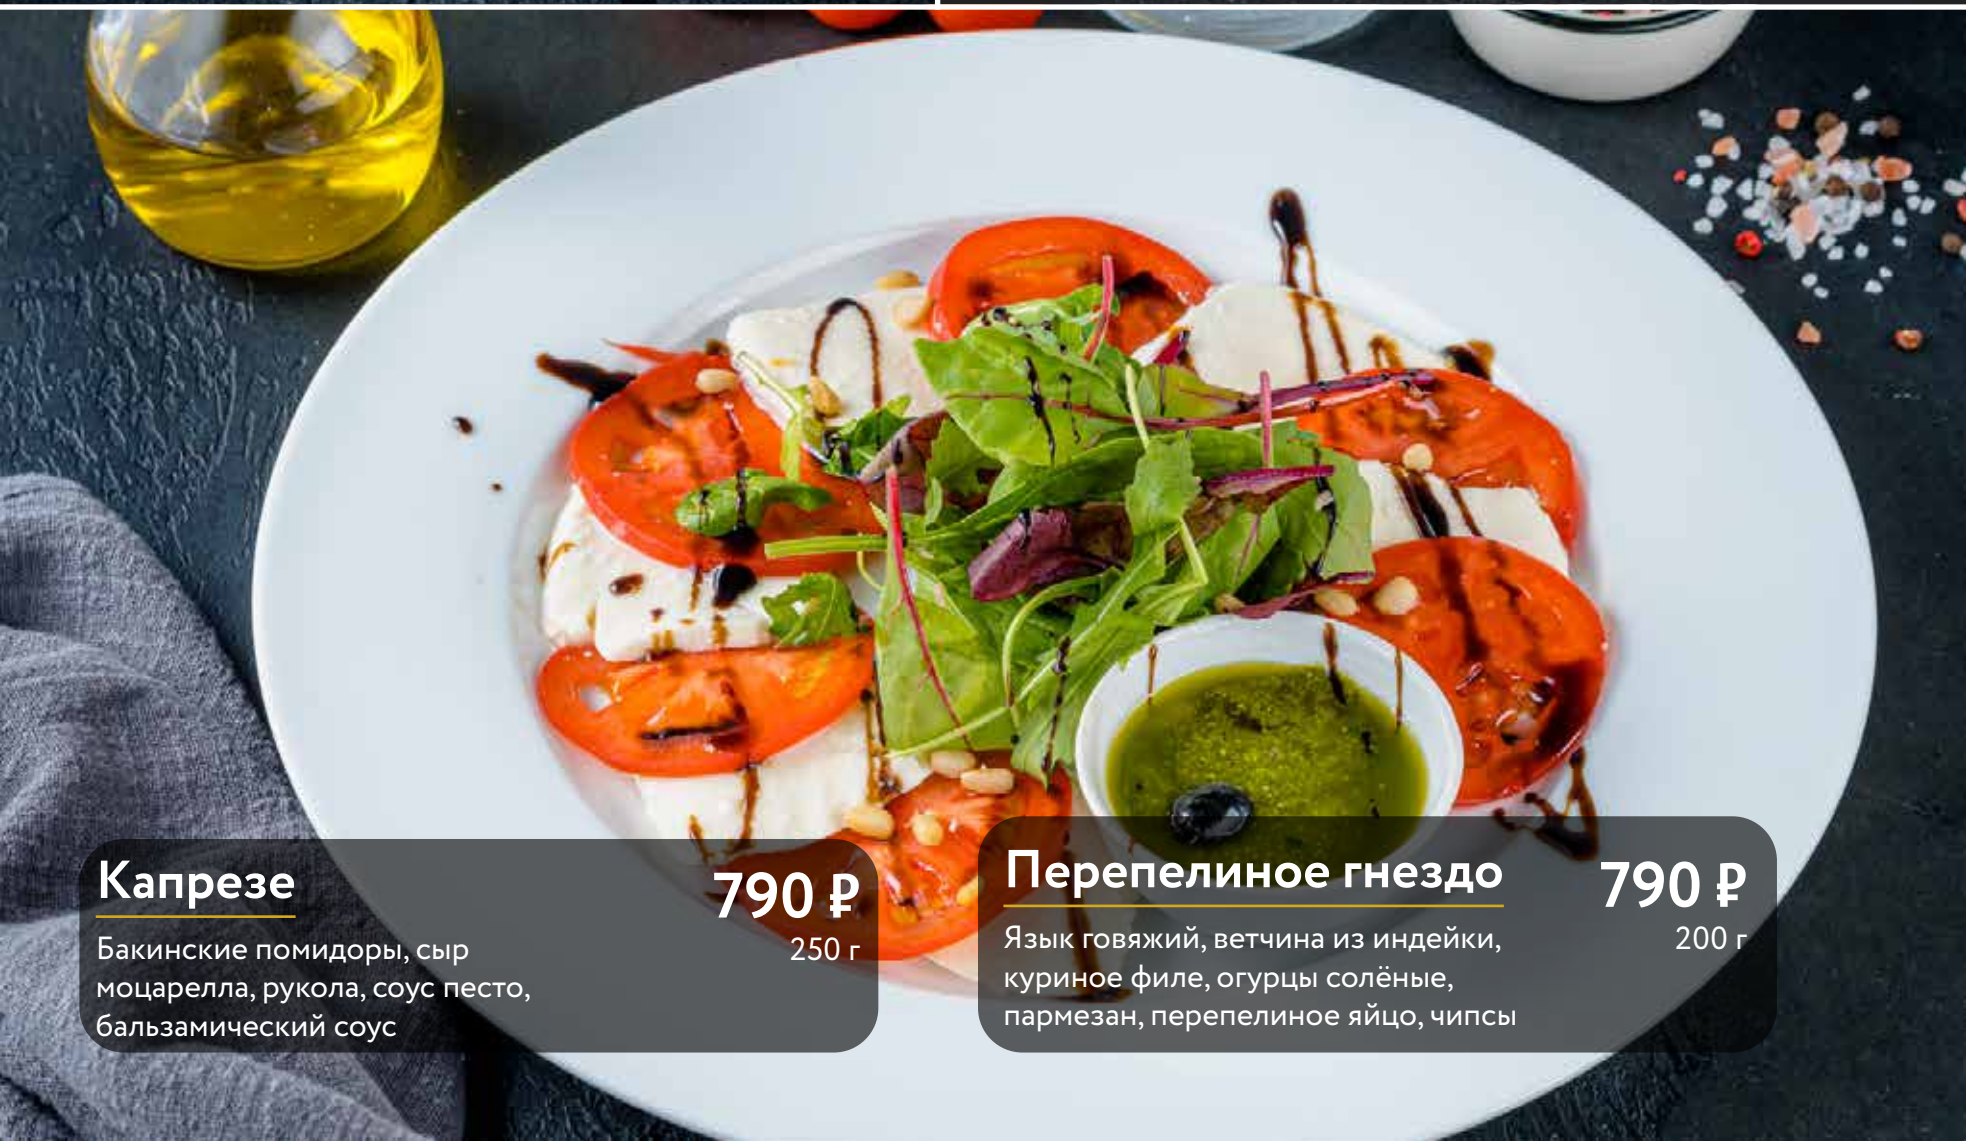 Капрезе
790 ₽
Бакинские помидоры, сыр
250 г
моцарелла, рукола, соус песто,
бальзамический соус
Перепелиное гнездо
790 ₽
Язык говяжий, ветчина из индейки,
200 г
куриное филе, огурцы солёные,
пармезан, перепелиное яйцо, чипсы